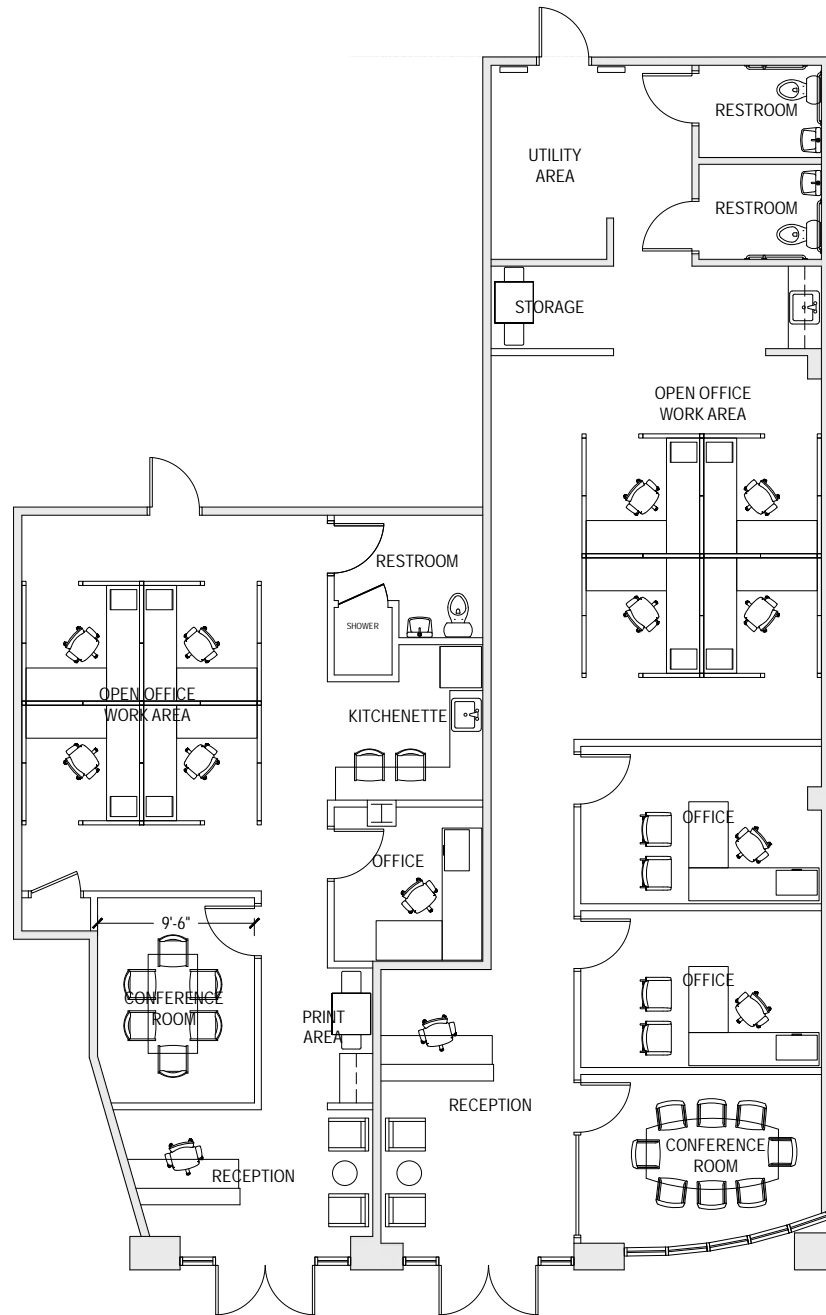 RESTROOM
UTILITY
AREA
RESTROOM
STORAGE
OPEN OFFICE
WORK AREA
RESTROOM
SHOWER
OPEN OFFICE
WORK AREA
KITCHENETTE
OFFICE
OFFICE
9'-6"
CONFERENCE
ROOM
PRINT
AREA
OFFICE
RECEPTION
CONFERENCE
ROOM
RECEPTION